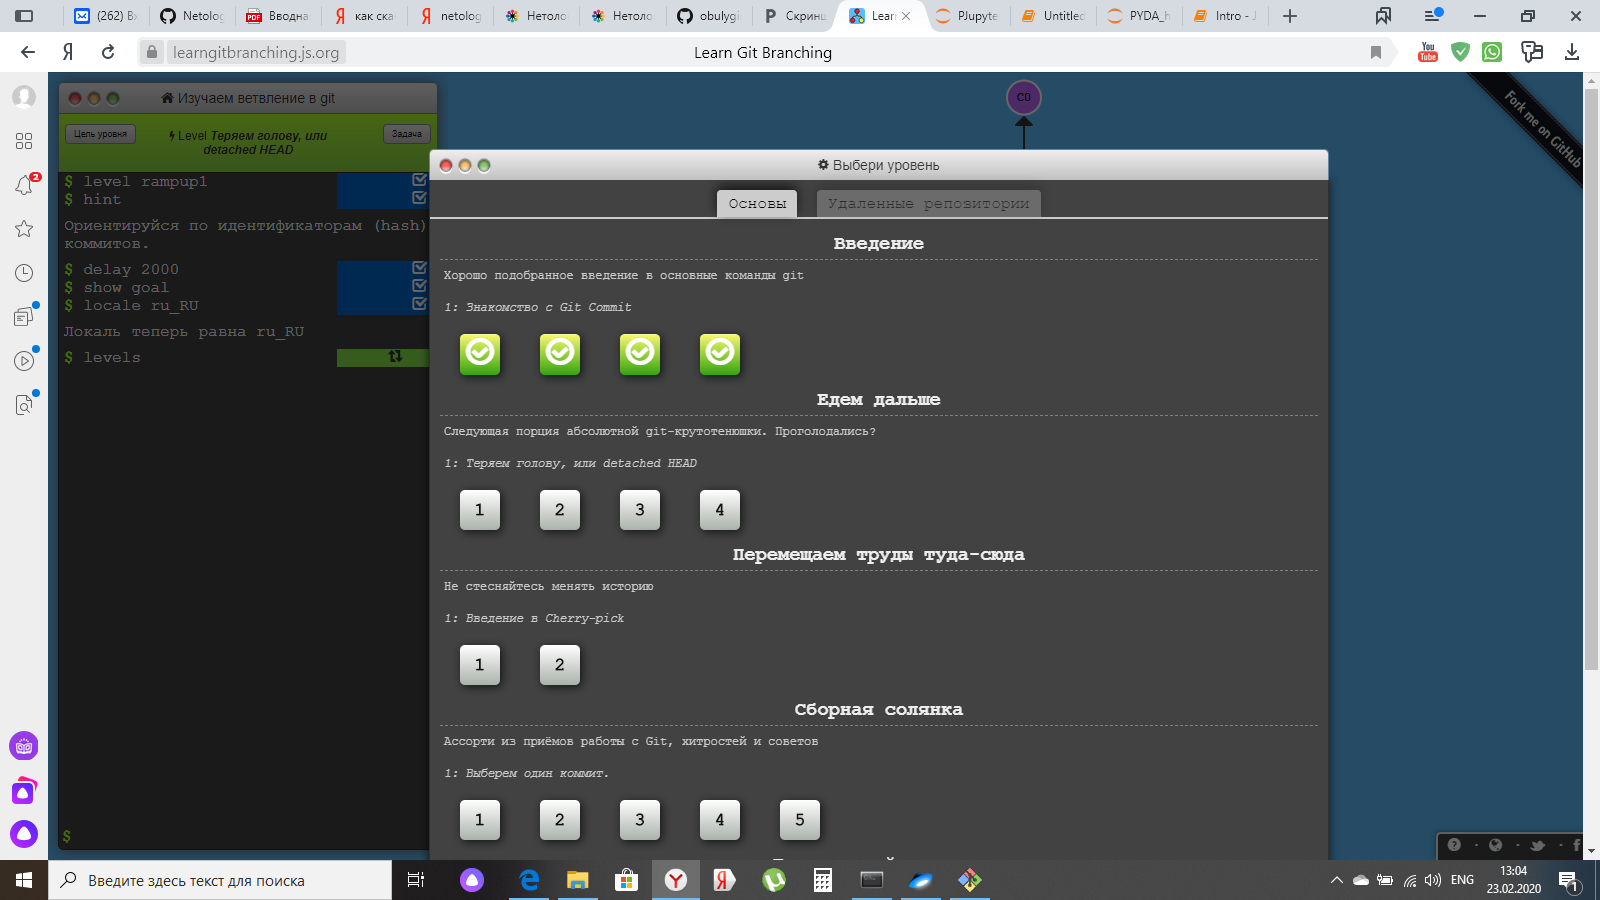 (262) Вх
Netolog
Вводна
как ска
netolog
Нетоло
Нетоло
obulygi
Скринш
Learn
PJupyte
Untitled
PYDA_h
Intro - J
learngitbranching.js.org
Learn Git Branching
You Tube
2
Изучаем ветвление в git
Цель уровня
Level Теряем голову, или
detached HEAD
Задача
$ level rampup1
$ hint
Ориентируйся по идентификаторам (hash)
коммитов.
$ delay 2000
$ show goal
$ locale ru_RU
Локаль теперь равна ru_RU
$ levels
$
C0
Fork me on GitHub
Выбери уровень
Основы
Удаленные репозитории
Введение
Хорошо подобранное введение в основные команды git
1: Знакомство с Git Commit
Едем дальше
Следующая порция абсолютной git-крутотенюшки. Проголодались?
1: Теряем голову, или detached HEAD
1 2 3 4
Перемещаем труды туда-сюда
Не стесняйтесь менять историю
1: Введение в Cherry-pick
1 2
Сборная солянка
Ассорти из приёмов работы с Git, хитростей и советов
1: Выберем один коммит.
1 2 3 4 5
Введите здесь текст для поиска
ENG
13:04
23.02.2020
1